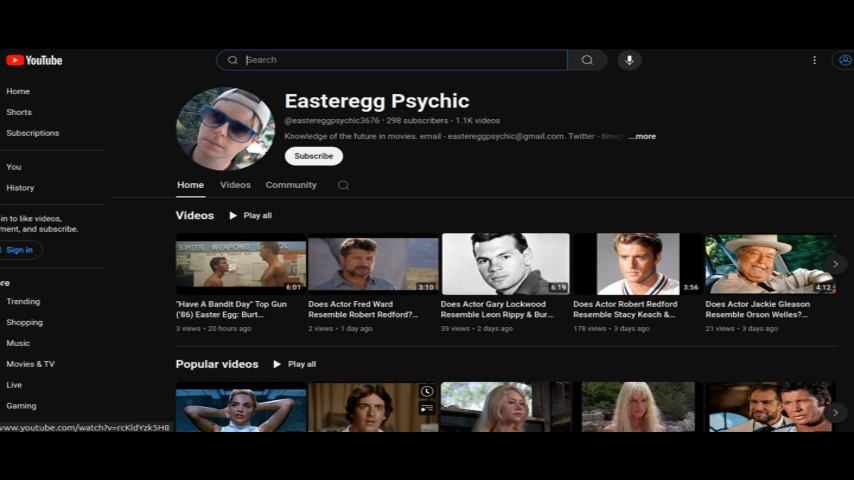 YouTube
Search
Home
Shorts
Subscriptions
You
History
in to like videos,
ment, and subscribe.
Sign in
re
Trending
Shopping
Music
Movies & TV
Live
Gaming
www.youtube.com/watch?v=rcKldYzk5H8
Easteregg Psychic
@eastereggpsychic3676 · 298 subscribers · 1.1K videos
Knowledge of the future in movies. email - eastereggpsychic@gmail.com. Twitter - ...more
Subscribe
Home Videos Community
Videos Play all
WEAPONS
6:01
3:10
6:19
3:56
4:12
"Have A Bandit Day" Top Gun
('86) Easter Egg: Burt...
3 views • 20 hours ago
Does Actor Fred Ward
Resemble Robert Redford?...
2 views • 1 day ago
Does Actor Gary Lockwood
Resemble Leon Rippy & Bur...
39 views • 2 days ago
Does Actor Robert Redford
Resemble Stacy Keach &...
178 views • 3 days ago
Does Actor Jackie Gleason
Resemble Orson Welles?...
21 views • 3 days ago
Popular videos Play all